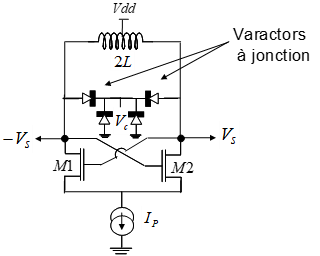 Vdd
Varactors
à jonction
2L
V_c
−V_S
V_S
M1
M2
I_P